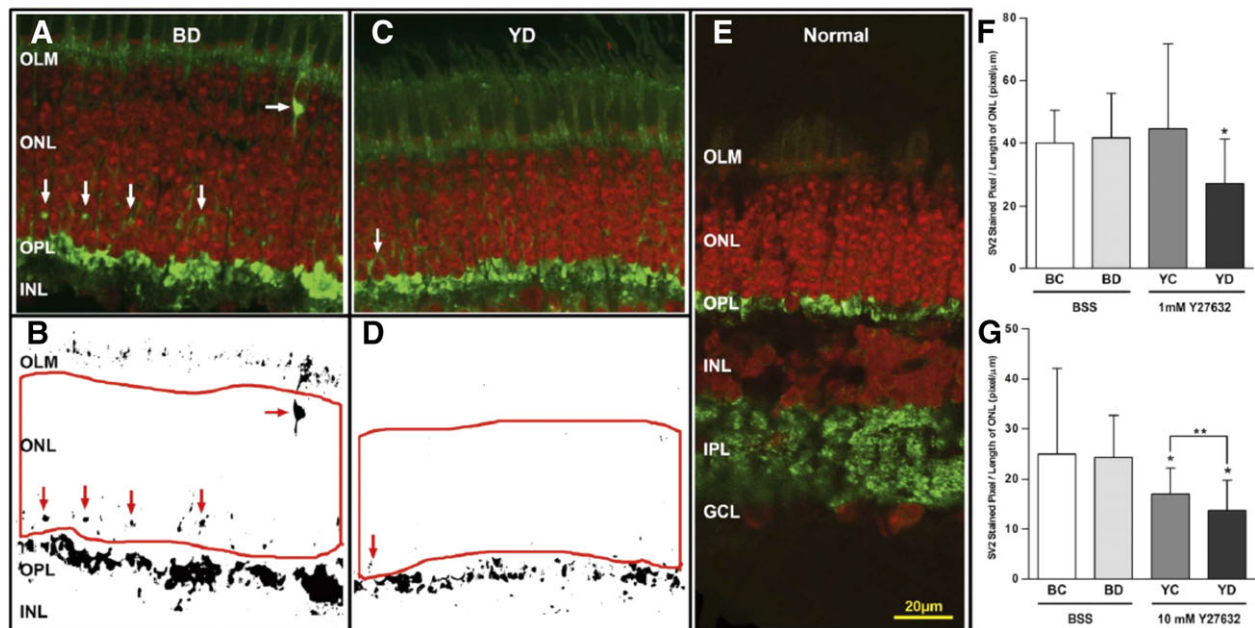 A
BD
OLM
ONL
OPL
INL
B
OLM
ONL
OPL
INL
C
YD
D
E
Normal
OLM
ONL
OPL
INL
IPL
GCL
20µm
F
SV2 Stained Pixel / Length of ONL (pixel/µm)
80
60
40
20
0
*
BC BD YC YD
BSS 1mM Y27632
G
SV2 Stained Pixel / Length of ONL (pixel/µm)
50
40
30
20
10
0
**
* *
BC BD YC YD
BSS 10 mM Y27632